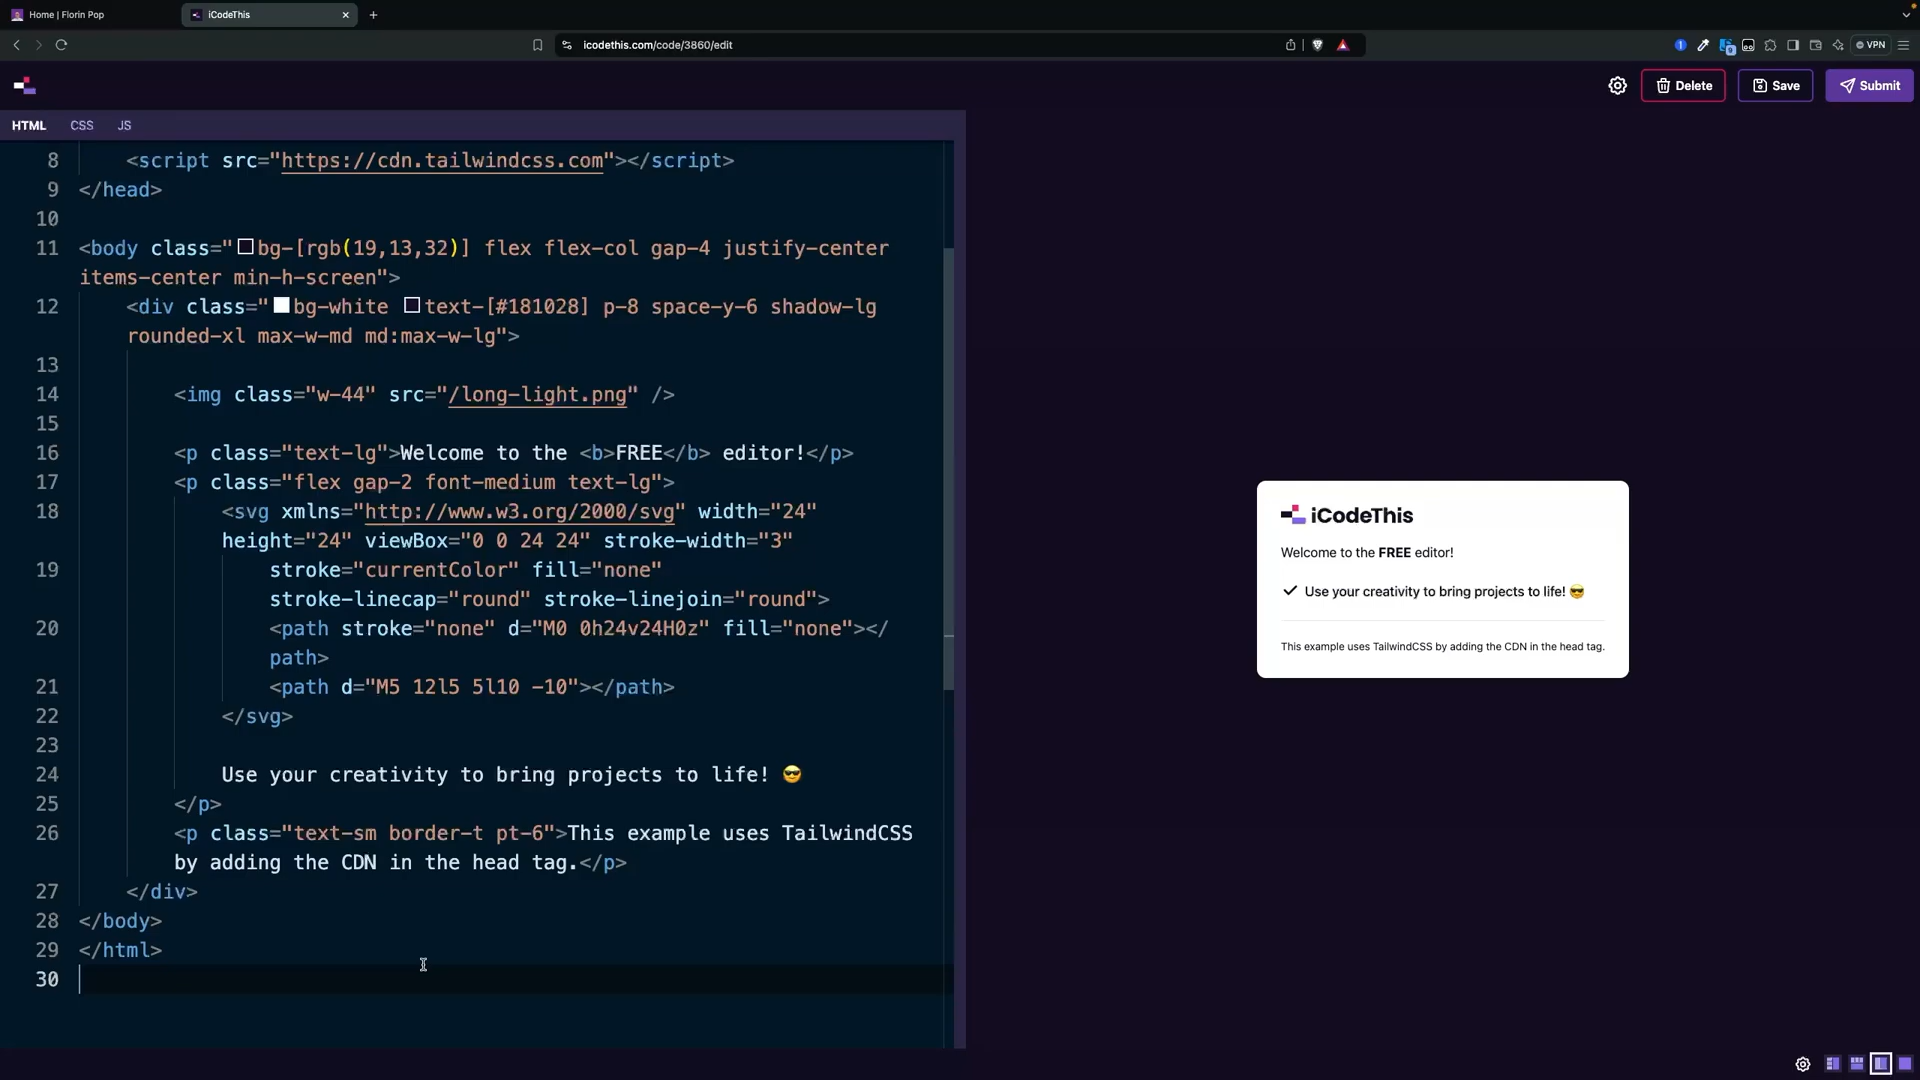 Home | Florin Pop
iCodeThis
icodethis.com/code/3860/edit
VPN
Delete
Save
Submit
HTML CSS JS
8 <script src="https://cdn.tailwindcss.com"></script>
9 </head>
10
11 <body class="bg-[rgb(19,13,32)] flex flex-col gap-4 justify-center
items-center min-h-screen">
12 <div class="bg-white text-[#181028] p-8 space-y-6 shadow-lg
rounded-xl max-w-md md:max-w-lg">
13
14 <img class="w-44" src="/long-light.png" />
15
16 <p class="text-lg">Welcome to the <b>FREE</b> editor!</p>
17 <p class="flex gap-2 font-medium text-lg">
18 <svg xmlns="http://www.w3.org/2000/svg" width="24"
height="24" viewBox="0 0 24 24" stroke-width="3"
19 stroke="currentColor" fill="none"
stroke-linecap="round" stroke-linejoin="round">
20 <path stroke="none" d="M0 0h24v24H0z" fill="none"></
path>
21 <path d="M5 12l5 5l10 -10"></path>
22 </svg>
23
24 Use your creativity to bring projects to life! 😎
25 </p>
26 <p class="text-sm border-t pt-6">This example uses TailwindCSS
by adding the CDN in the head tag.</p>
27 </div>
28 </body>
29 </html>
30
iCodeThis
Welcome to the FREE editor!
Use your creativity to bring projects to life! 😎
This example uses TailwindCSS by adding the CDN in the head tag.